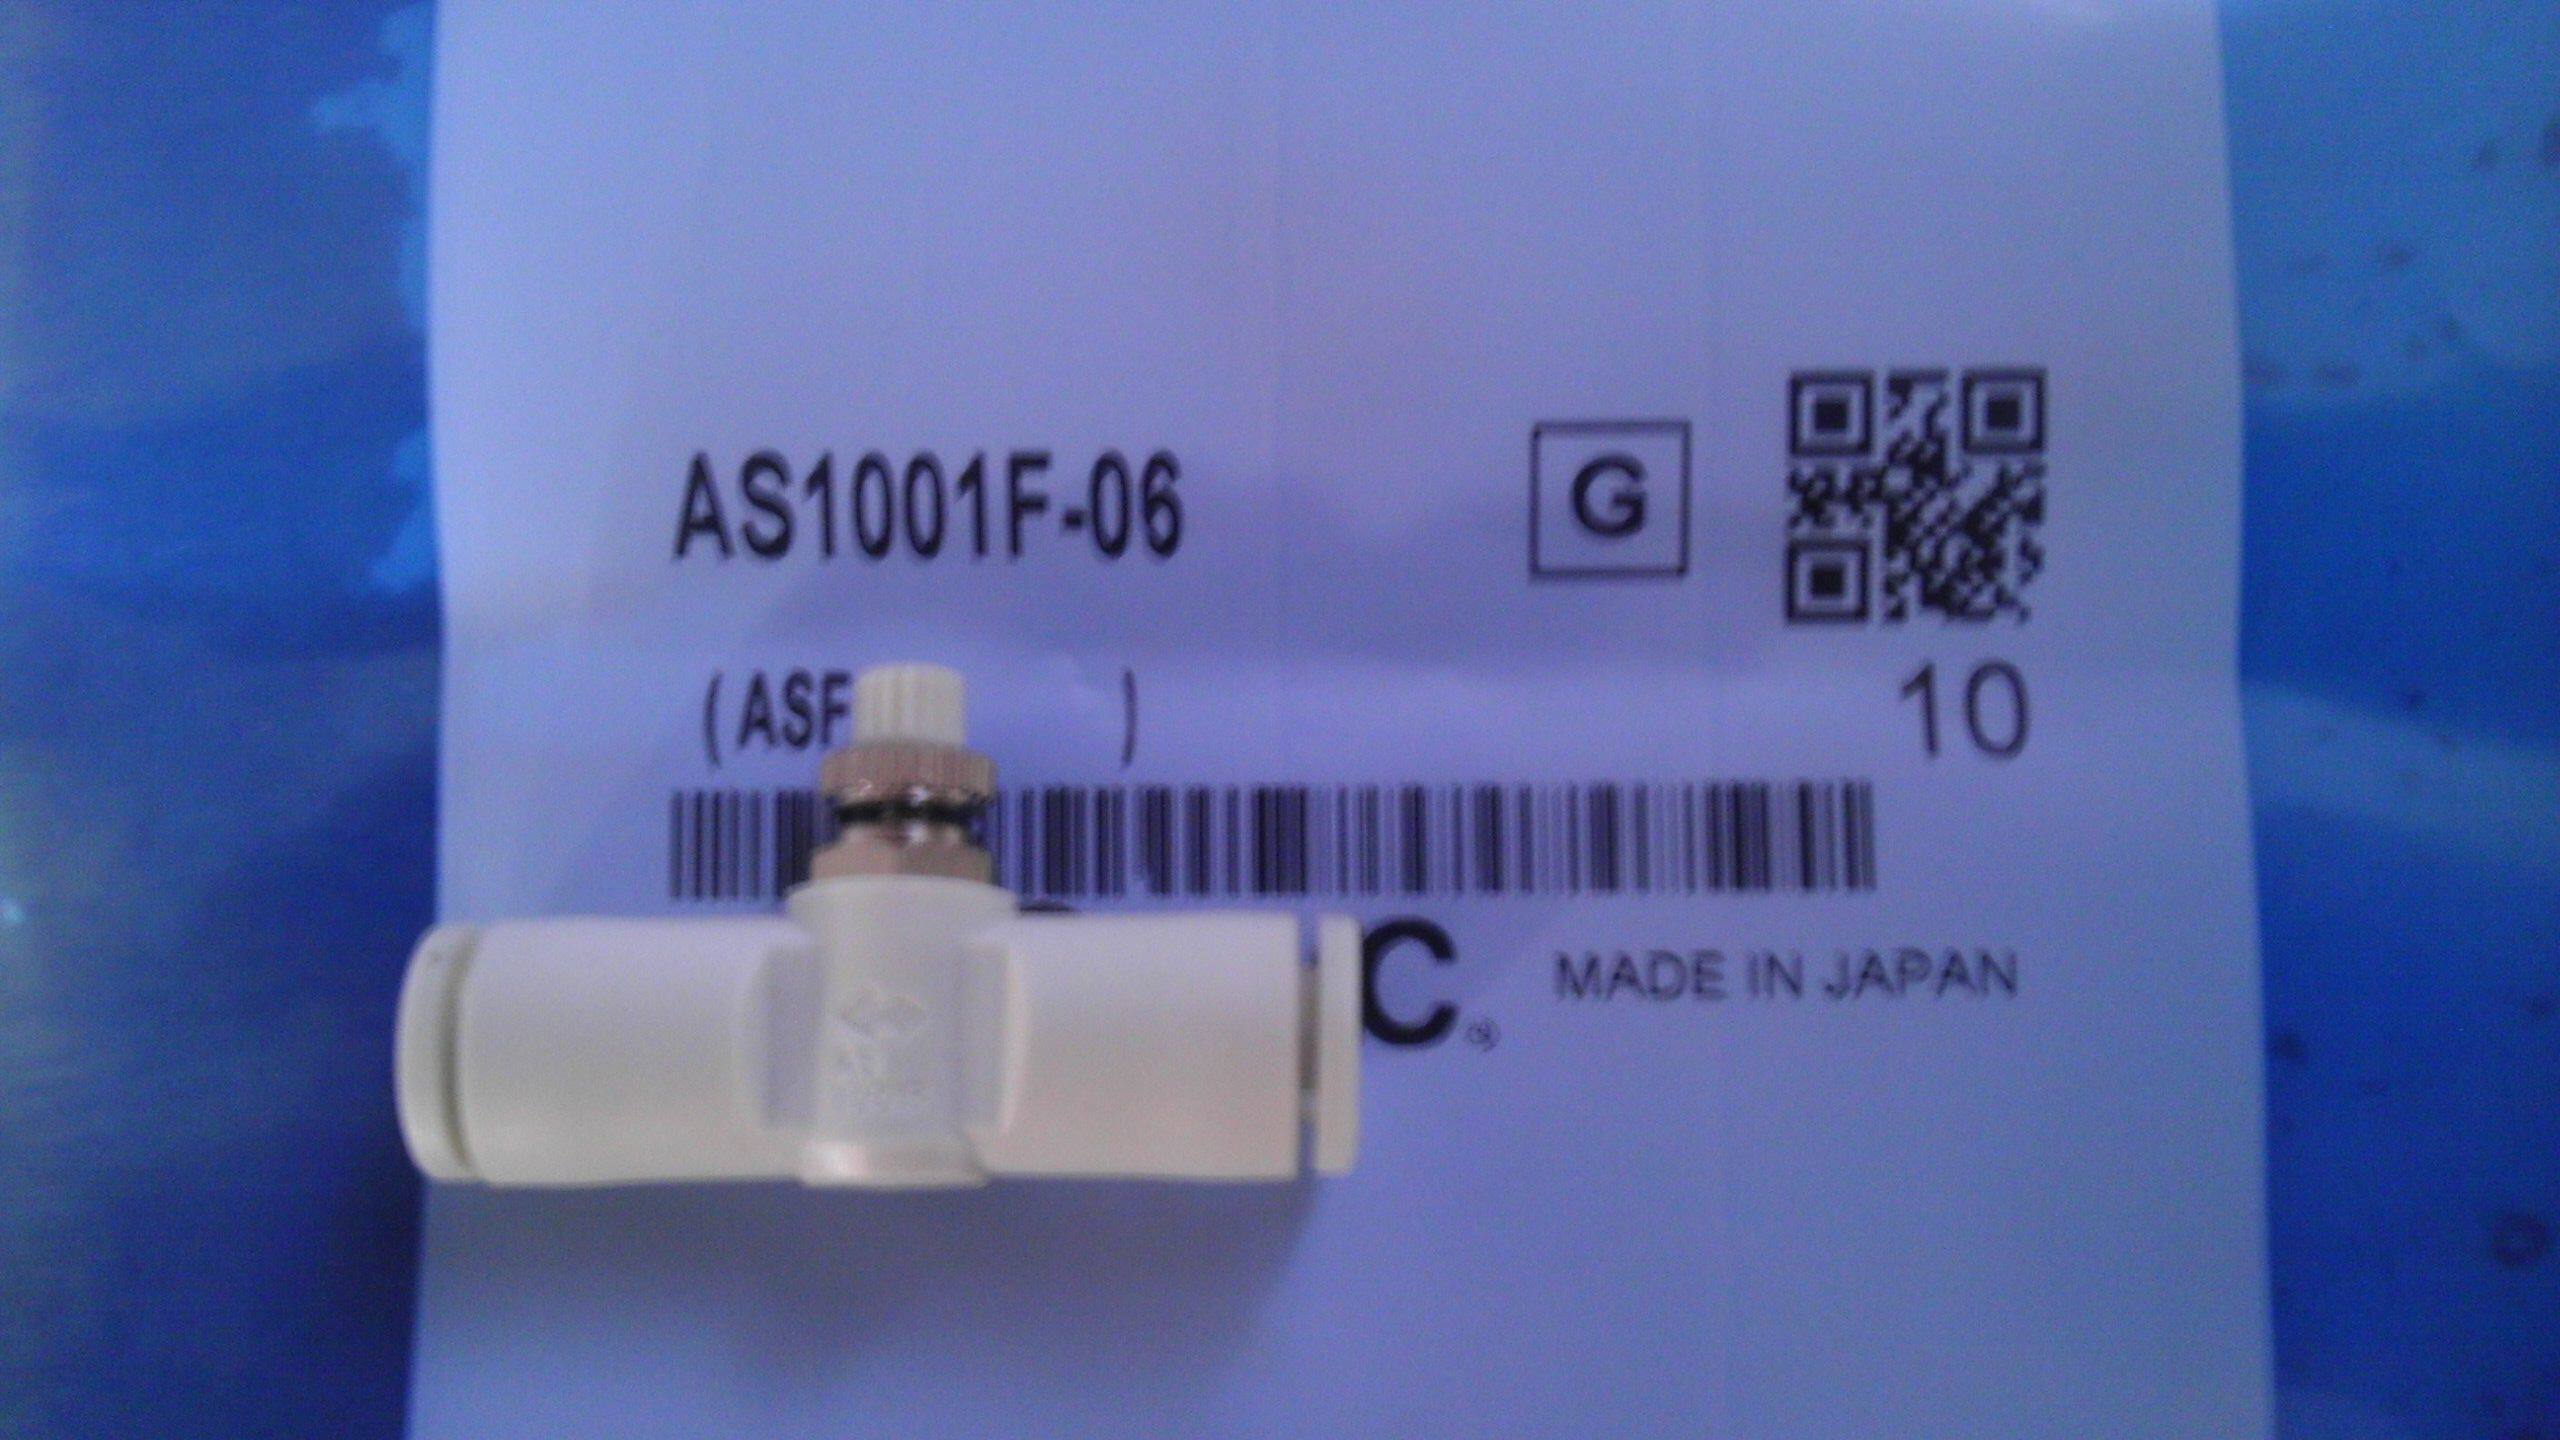 AS1001F-06
G
( ASF )
10
C
MADE IN JAPAN